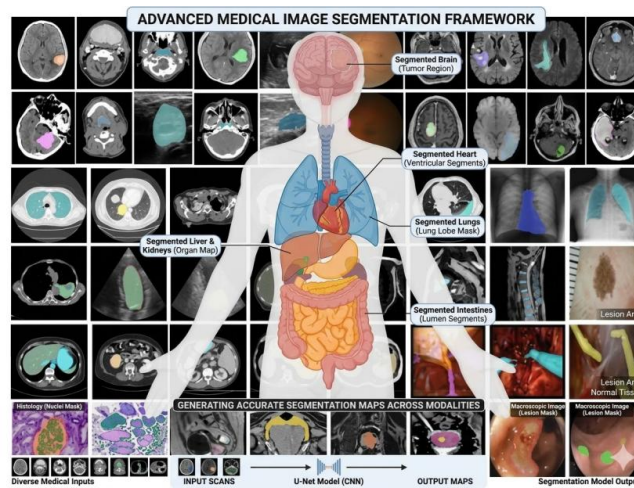 ADVANCED MEDICAL IMAGE SEGMENTATION FRAMEWORK
Segmented Brain
(Tumor Region)
Segmented Heart
(Ventricular Segments)
Segmented Lungs
(Lung Lobe Mask)
Segmented Liver &
Kidneys (Organ Map)
Segmented Intestines
(Lumen Segments)
Lesion Ar
Lesion Ar
Normal Tiss
Histology (Nuclei Mask)
GENERATING ACCURATE SEGMENTATION MAPS ACROSS MODALITIES
Macroscopic Image
(Lesion Mask)
Macroscopic Image
(Lesion Mask)
Diverse Medical Inputs
INPUT SCANS
U-Net Model (CNN)
OUTPUT MAPS
Segmentation Model Outpu